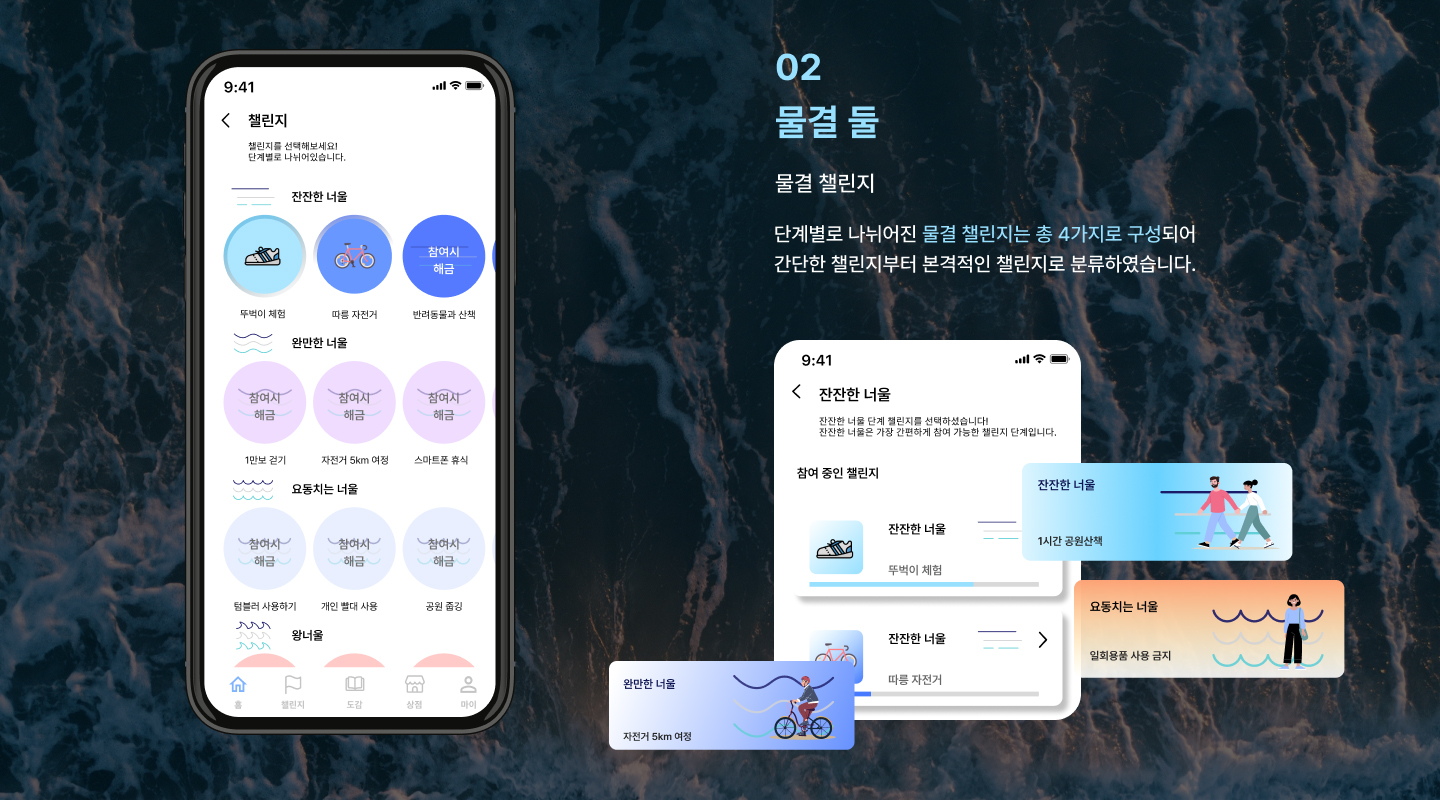 9:41
챌린지
챌린지를 선택해보세요!
단계별로 나뉘어있습니다.
잔잔한 너울
참여시
해금
뚜벅이 체험
따릉 자전거
반려동물과 산책
완만한 너울
참여시
해금
참여시
해금
참여시
해금
1만보 걷기
자전거 5km 여정
스마트폰 휴식
요동치는 너울
참여시
해금
참여시
해금
참여시
해금
텀블러 사용하기
개인 빨대 사용
공원 줍깅
왕너울
홈
챌린지
도감
상점
마이
02
물결 둘
물결 챌린지
단계별로 나뉘어진 물결 챌린지는 총 4가지로 구성되어
간단한 챌린지부터 본격적인 챌린지로 분류하였습니다.
9:41
잔잔한 너울
잔잔한 너울 단계 챌린지를 선택하셨습니다!
잔잔한 너울은 가장 간편하게 참여 가능한 챌린지 단계입니다.
참여 중인 챌린지
잔잔한 너울
뚜벅이 체험
잔잔한 너울
따릉 자전거
잔잔한 너울
1시간 공원산책
요동치는 너울
일회용품 사용 금지
완만한 너울
자전거 5km 여정